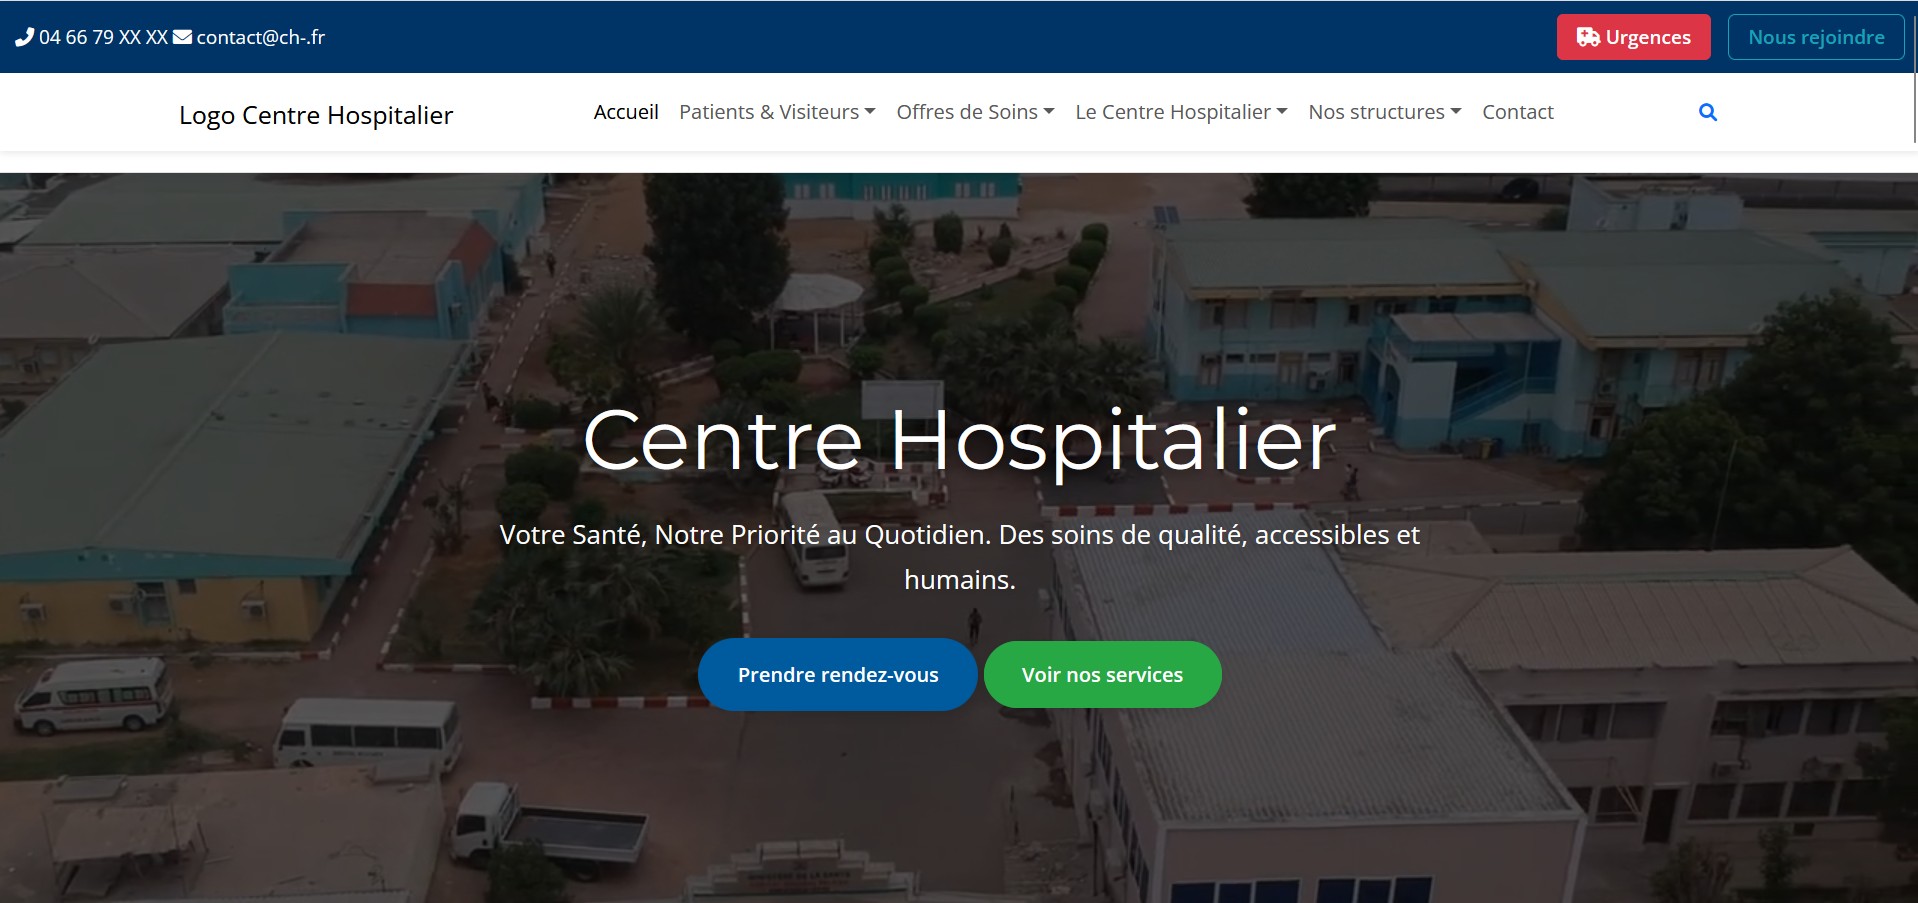 04 66 79 XX XX contact@ch-.fr Urgences Nous rejoindre
Logo Centre Hospitalier Accueil Patients & Visiteurs Offres de Soins Le Centre Hospitalier Nos structures Contact
Centre Hospitalier
Votre Santé, Notre Priorité au Quotidien. Des soins de qualité, accessibles et
humains.
Prendre rendez-vous Voir nos services